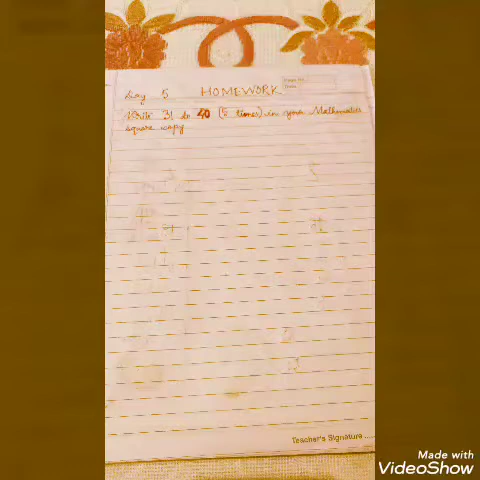 Day 5 HOMEWORK
Write 31 to 40 (5 times) in your Mathematics
square copy
Teacher's Signature.....
Made with
VideoShow